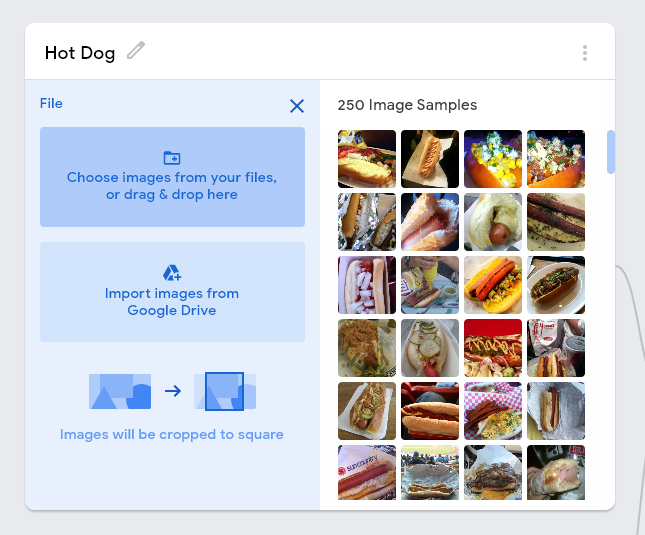 Hot Dog
File
Choose images from your files,
or drag & drop here
Import images from
Google Drive
Images will be cropped to square
250 Image Samples
suncountry